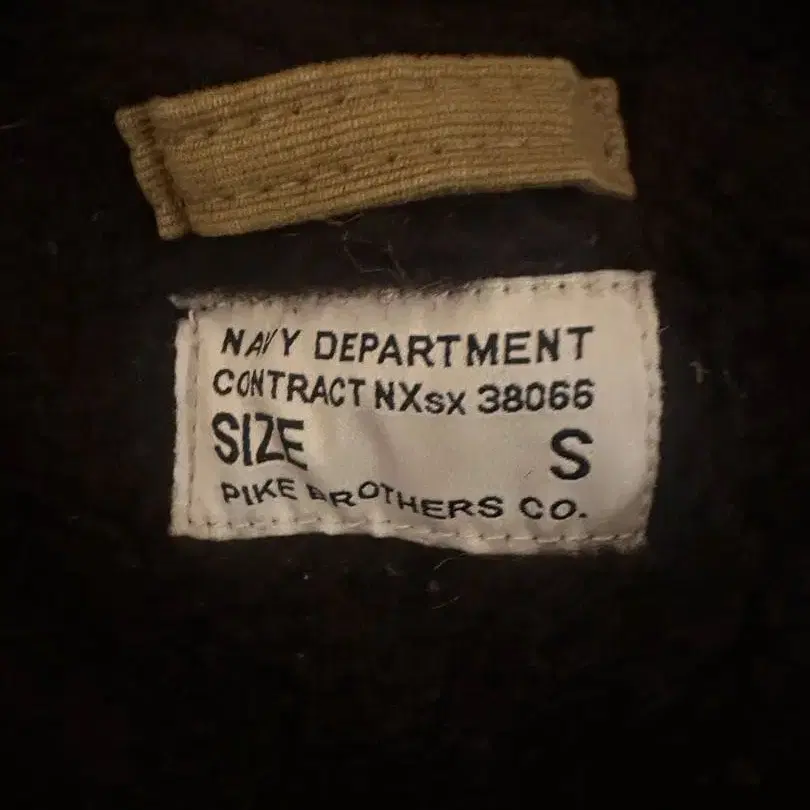 NAVY DEPARTMENT
CONTRACT NXsx 38066
SIZE S
PIKE BROTHERS CO.